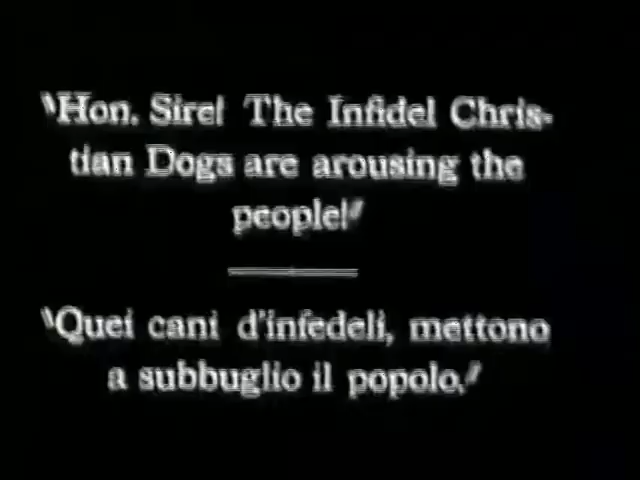 "Hon. Sire! The Infidel Chris-
tian Dogs are arousing the
people!"
"Quei cani d'infedeli, mettono
a subbuglio il popolo."